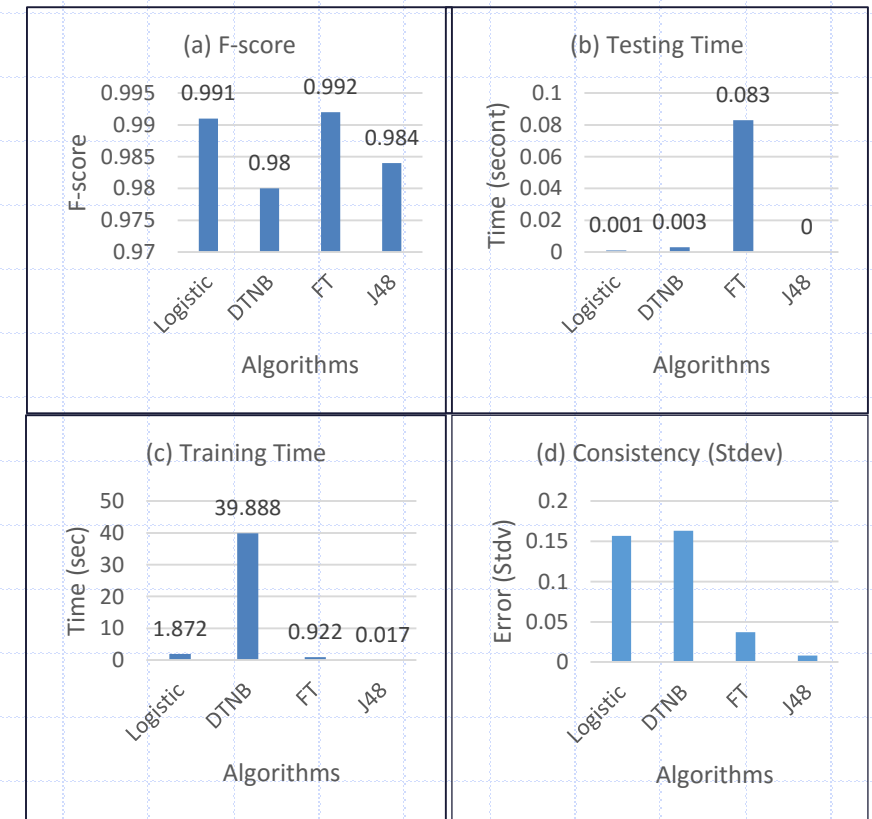 (a) F-score
0.995
0.99
0.985
0.98
0.975
0.97
F-score
0.991
0.98
0.992
0.984
Logistic
DTNB
FT
J48
Algorithms
(b) Testing Time
0.1
0.08
0.06
0.04
0.02
0
Time (secont)
0.001
0.003
0.083
0
Logistic
DTNB
FT
J48
Algorithms
(c) Training Time
50
40
30
20
10
0
Time (sec)
1.872
39.888
0.922
0.017
Logistic
DTNB
FT
J48
Algorithms
(d) Consistency (Stdev)
0.2
0.15
0.1
0.05
0
Error (Stdv)
Logistic
DTNB
FT
J48
Algorithms